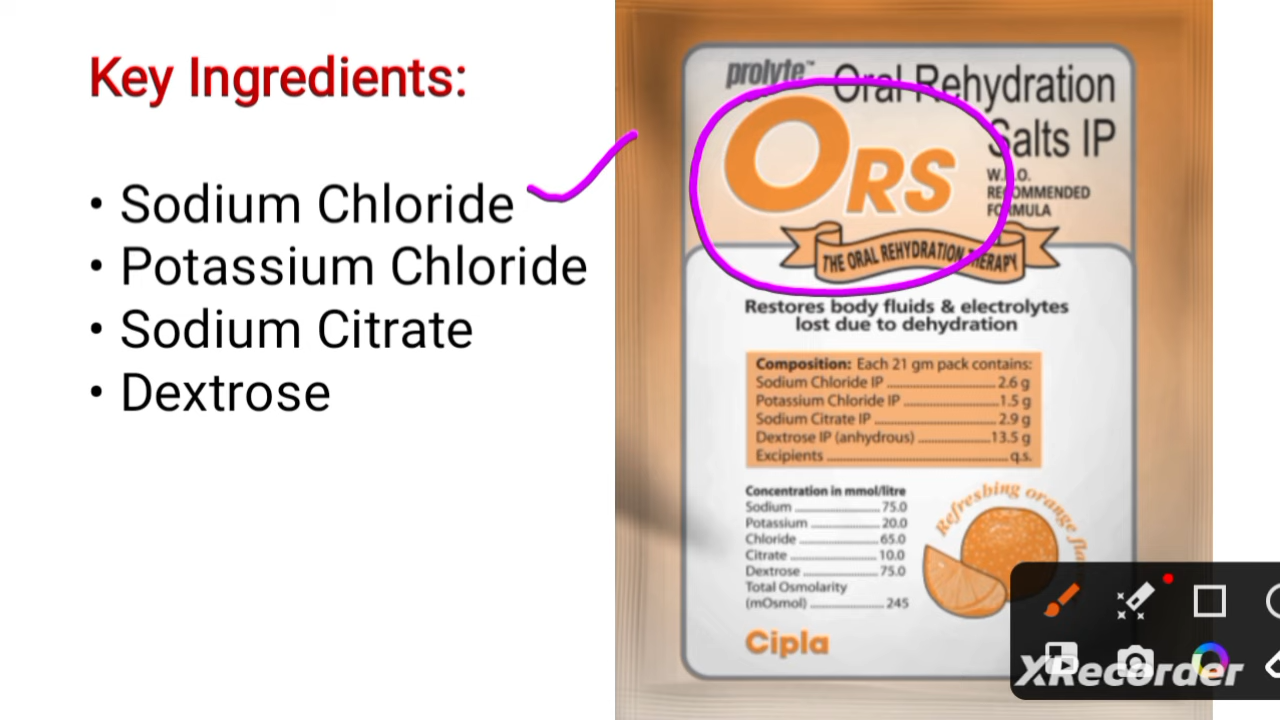 Key Ingredients:
• Sodium Chloride
• Potassium Chloride
• Sodium Citrate
• Dextrose
prolyte™ Oral Rehydration
Salts IP
ORS
RECOMMENDED
FORMULA
THE ORAL REHYDRATION THERAPY
Restores body fluids & electrolytes
lost due to dehydration
Composition: Each 21 gm pack contains:
Sodium Chloride IP 2.6 g
Potassium Chloride IP 1.5 g
Sodium Citrate IP 2.9 g
Dextrose IP (anhydrous) 13.5 g
Excipients q.s.
Concentration in mmol/litre
Sodium 75.0
Potassium 20.0
Chloride 65.0
Citrate 10.0
Dextrose 75.0
Total Osmolarity
(mOsmol) 245
Refreshing orange
Cipla
XRecorder